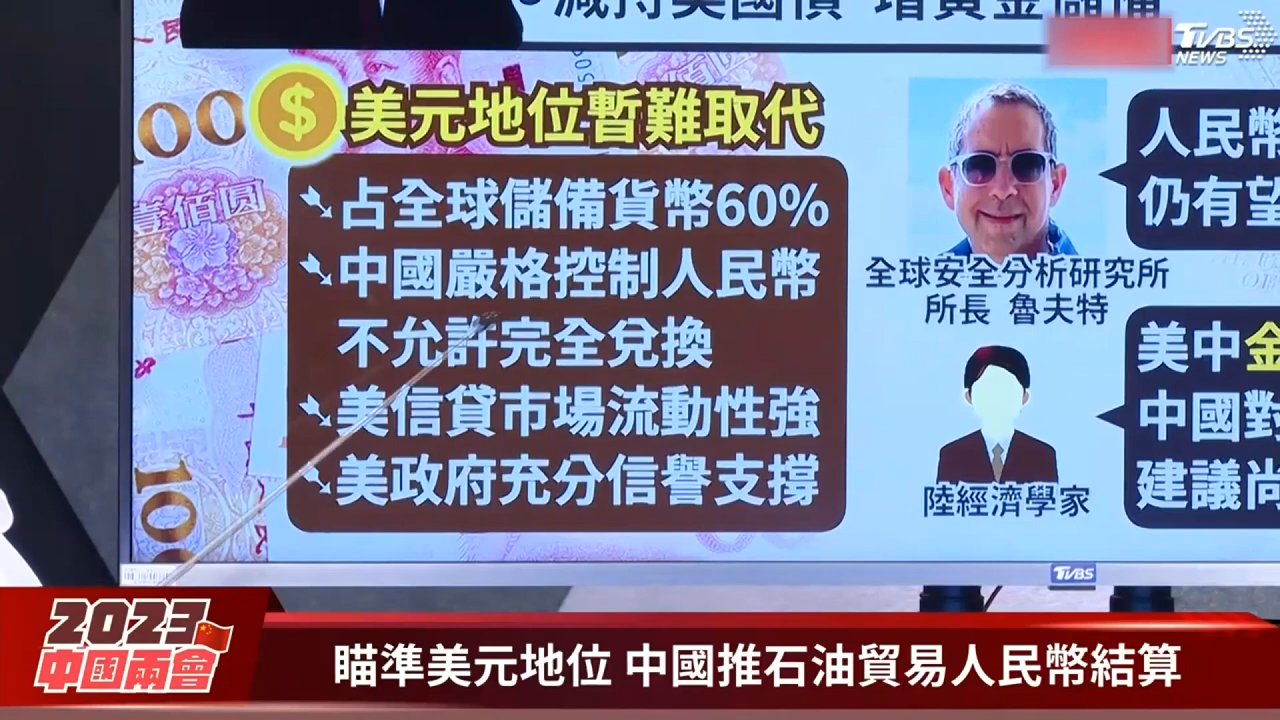 減持美國債 增黃金儲備
TVBS
NEWS
100
美元地位暫難取代
壹佰圆
占全球儲備貨幣60%
中國嚴格控制人民幣
不允許完全兌換
美信貸市場流動性強
美政府充分信譽支撐
100
人民幣
仍有望
全球安全分析研究所
所長 魯夫特
美中金
中國對
建議尚
陸經濟學家
TVBS
2023
中國兩會
瞄準美元地位 中國推石油貿易人民幣結算